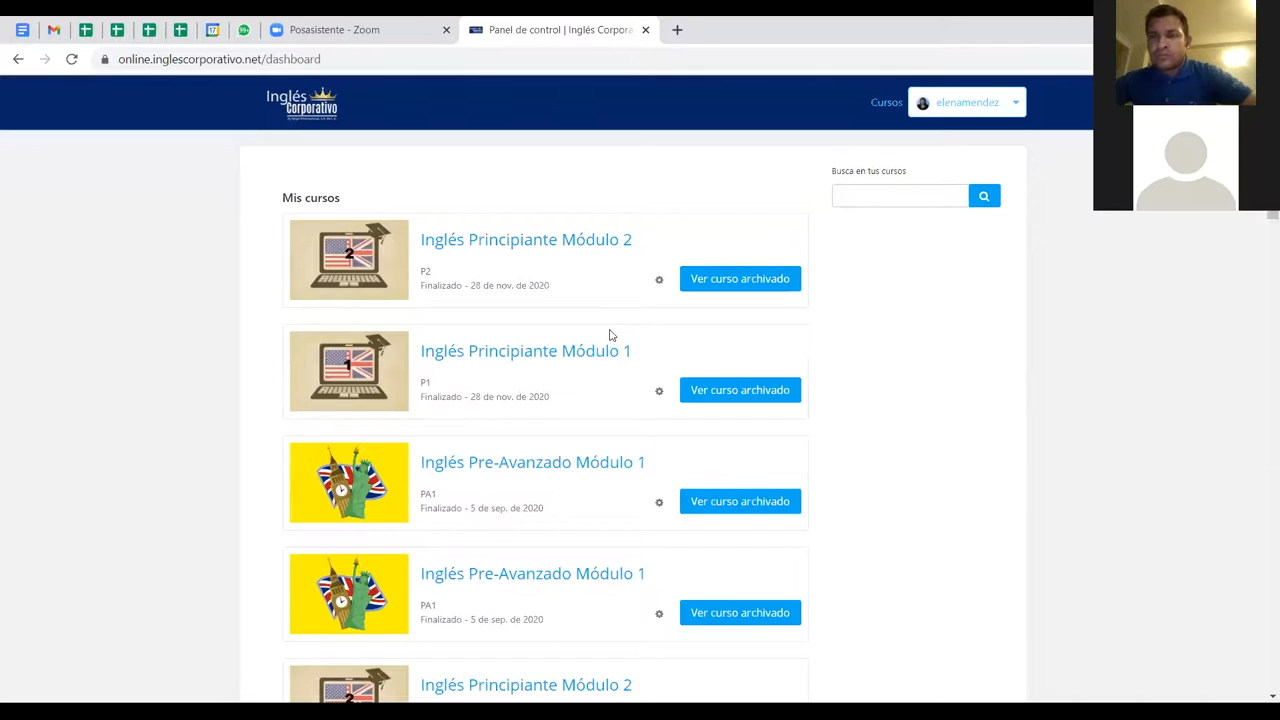 Posasistente - Zoom
Panel de control | Inglés Corpora
online.inglescorporativo.net/dashboard
Inglés
Corporativo
Cursos
elenamendez
Busca en tus cursos
Mis cursos
2
Inglés Principiante Módulo 2
P2
Finalizado - 28 de nov. de 2020
Ver curso archivado
1
Inglés Principiante Módulo 1
P1
Finalizado - 28 de nov. de 2020
Ver curso archivado
Inglés Pre-Avanzado Módulo 1
PA1
Finalizado - 5 de sep. de 2020
Ver curso archivado
Inglés Pre-Avanzado Módulo 1
PA1
Finalizado - 5 de sep. de 2020
Ver curso archivado
2
Inglés Principiante Módulo 2